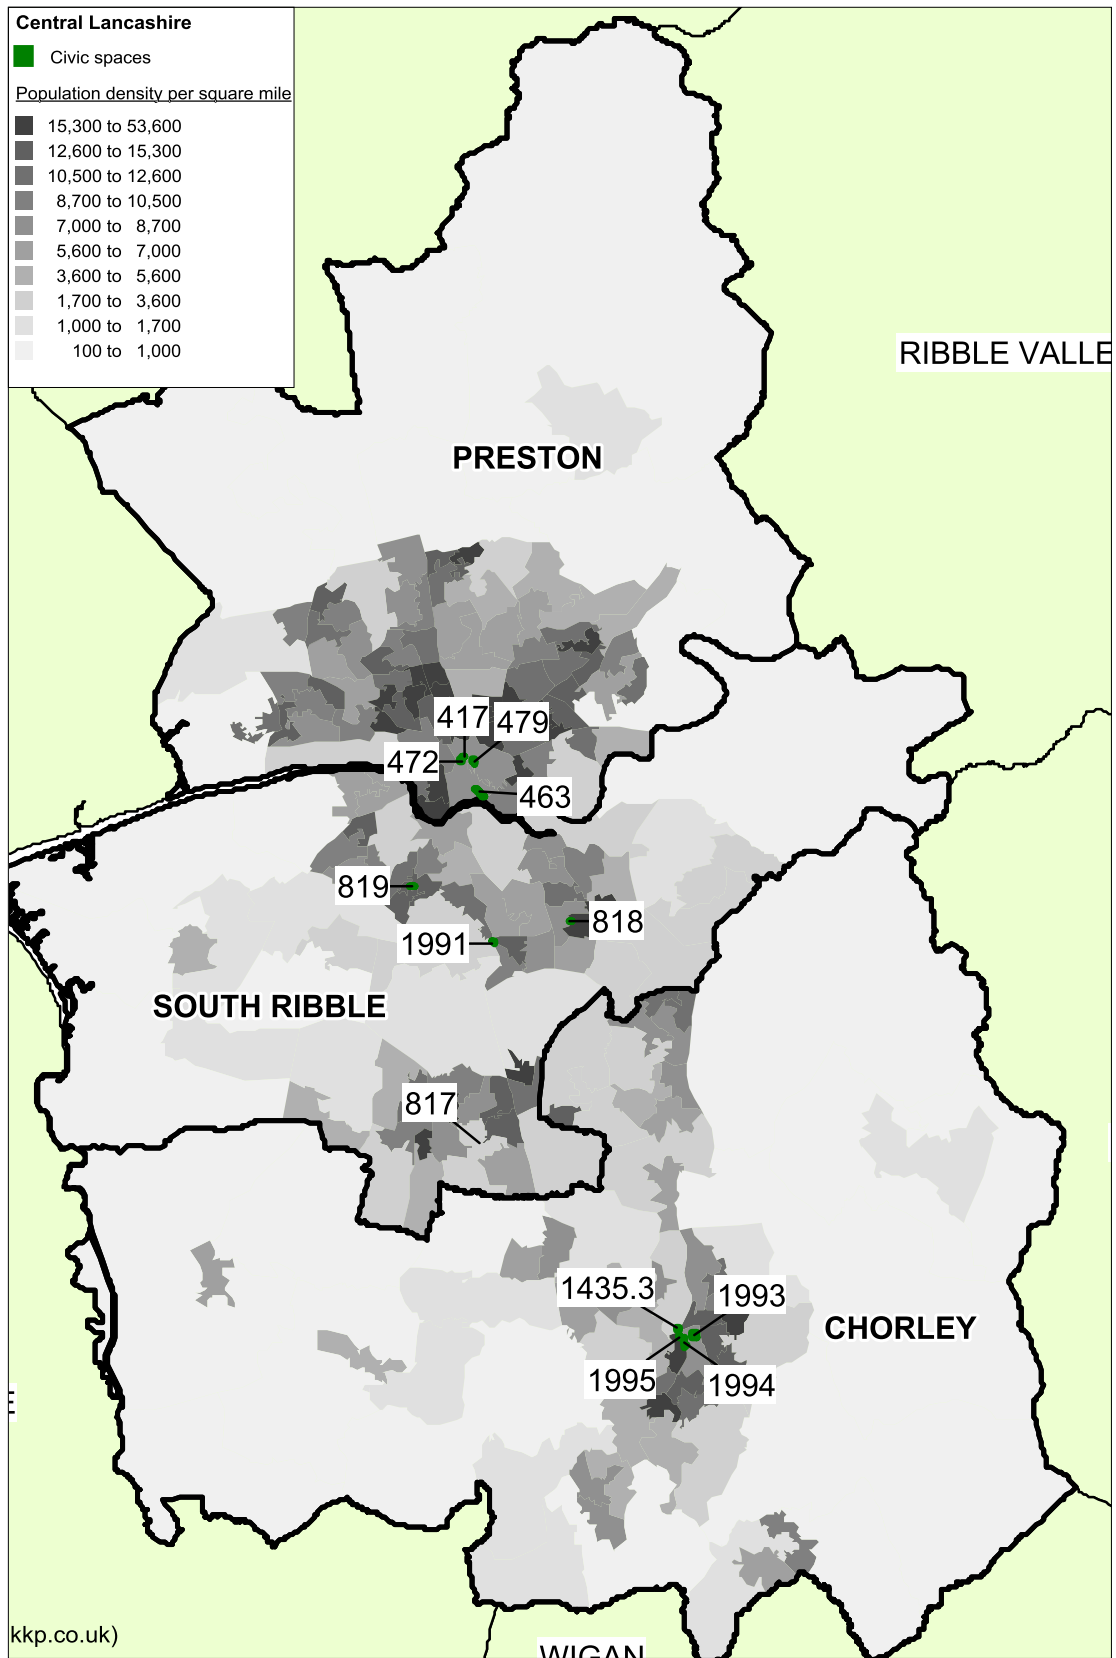 Central Lancashire
Civic spaces
Population density per square mile
15,300 to 53,600
12,600 to 15,300
10,500 to 12,600
8,700 to 10,500
7,000 to 8,700
5,600 to 7,000
3,600 to 5,600
1,700 to 3,600
1,000 to 1,700
100 to 1,000
RIBBLE VALLE
PRESTON
417
479
472
463
819
818
1991
SOUTH RIBBLE
817
1435.3
1993
CHORLEY
1995
1994
E
kkp.co.uk)
WIGAN